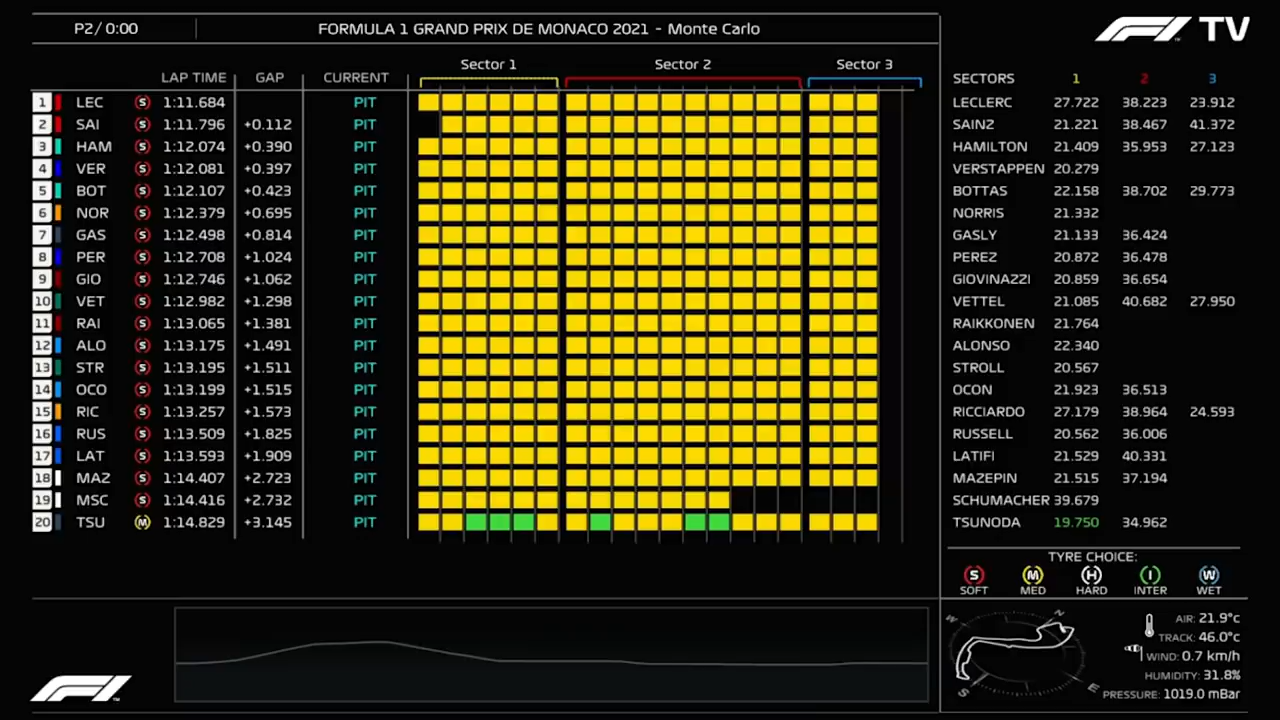 P2/ 0:00 FORMULA 1 GRAND PRIX DE MONACO 2021 - Monte Carlo
F1 TV
Sector 1 Sector 2 Sector 3
LAP TIME GAP CURRENT SECTORS 1 2 3
1 LEC S 1:11.684 PIT LECLERC 27.722 38.223 23.912
2 SAI S 1:11.796 +0.112 PIT SAINZ 21.221 38.467 41.372
3 HAM S 1:12.074 +0.390 PIT HAMILTON 21.409 35.953 27.123
4 VER S 1:12.081 +0.397 PIT VERSTAPPEN 20.279
5 BOT S 1:12.107 +0.423 PIT BOTTAS 22.158 38.702 29.773
6 NOR S 1:12.379 +0.695 PIT NORRIS 21.332
7 GAS S 1:12.498 +0.814 PIT GASLY 21.133 36.424
8 PER S 1:12.708 +1.024 PIT PEREZ 20.872 36.478
9 GIO S 1:12.746 +1.062 PIT GIOVINAZZI 20.859 36.654
10 VET S 1:12.982 +1.298 PIT VETTEL 21.085 40.682 27.950
11 RAI S 1:13.065 +1.381 PIT RAIKKONEN 21.764
12 ALO S 1:13.175 +1.491 PIT ALONSO 22.340
13 STR S 1:13.195 +1.511 PIT STROLL 20.567
14 OCO S 1:13.199 +1.515 PIT OCON 21.923 36.513
15 RIC S 1:13.257 +1.573 PIT RICCIARDO 27.179 38.964 24.593
16 RUS S 1:13.509 +1.825 PIT RUSSELL 20.562 36.006
17 LAT S 1:13.593 +1.909 PIT LATIFI 21.529 40.331
18 MAZ S 1:14.407 +2.723 PIT MAZEPIN 21.515 37.194
19 MSC S 1:14.416 +2.732 PIT SCHUMACHER 39.679
20 TSU M 1:14.829 +3.145 PIT TSUNODA 19.750 34.962
TYRE CHOICE:
S M H I W
SOFT MED HARD INTER WET
N W S E
AIR: 21.9°c
TRACK: 46.0°c
WIND: 0.7 km/h
HUMIDITY: 31.8%
PRESSURE: 1019.0 mBar
F1